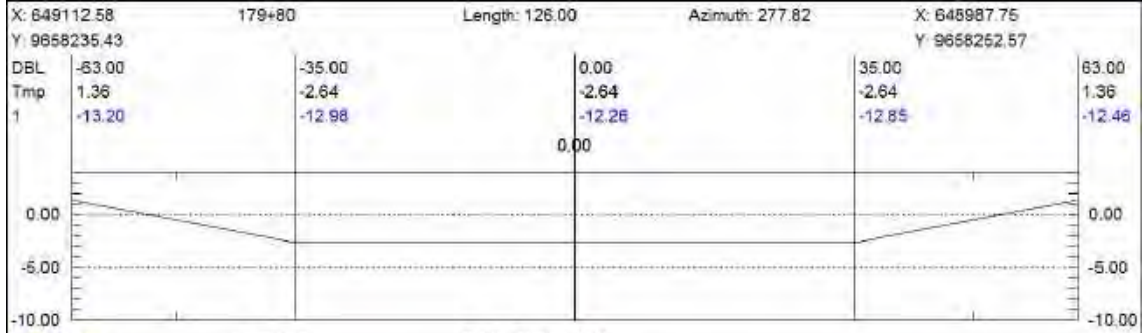 X: 649112.58 179+80 Length: 126.00 Azimuth: 277.82 X: 648987.75
Y: 9658235.43 Y: 9658252.57
DBL -63.00 -35.00 0.00 35.00 63.00
Tmp 1.36 -2.64 -2.64 -2.64 1.36
1 -13.20 -12.98 -12.26 -12.85 -12.46
0.00
0.00 0.00
-5.00 -5.00
-10.00 -10.00